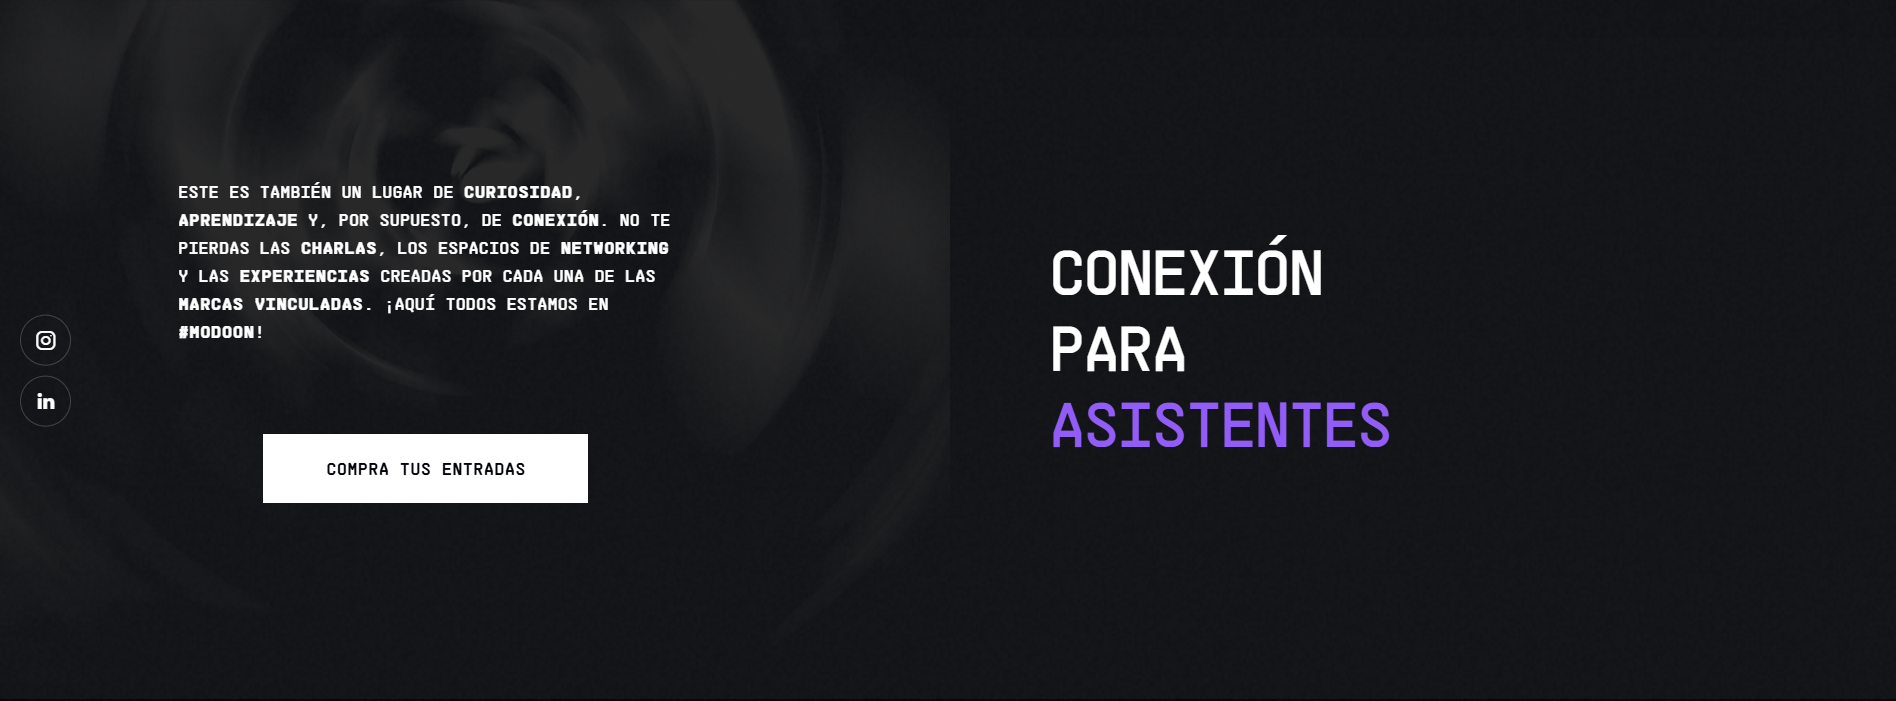 ESTE ES TAMBIÉN UN LUGAR DE CURIOSIDAD,
APRENDIZAJE Y, POR SUPUESTO, DE CONEXIÓN. NO TE
PIERDAS LAS CHARLAS, LOS ESPACIOS DE NETWORKING
Y LAS EXPERIENCIAS CREADAS POR CADA UNA DE LAS
MARCAS VINCULADAS. ¡AQUÍ TODOS ESTAMOS EN
#MODOON!
COMPRA TUS ENTRADAS
CONEXIÓN
PARA
ASISTENTES